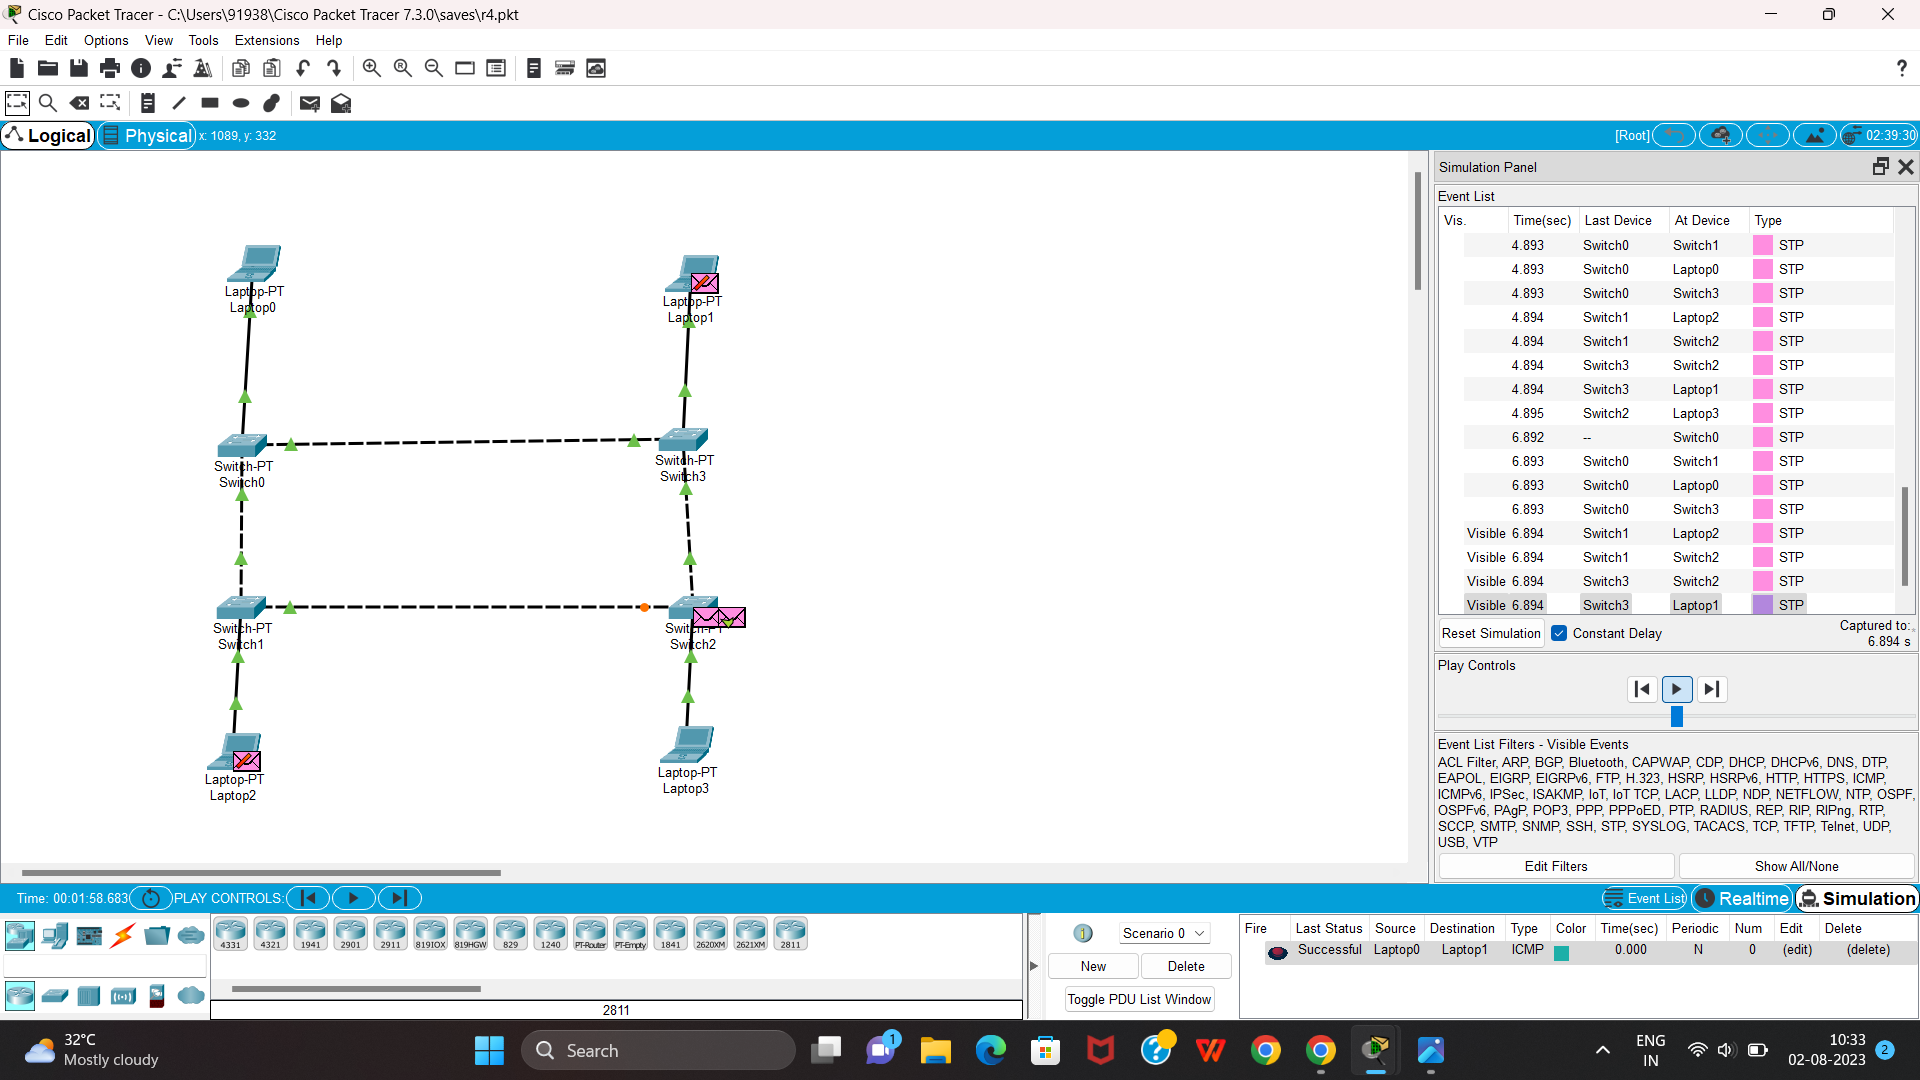 Cisco Packet Tracer - C:\Users\91938\Cisco Packet Tracer 7.3.0\saves\r4.pkt
File Edit Options View Tools Extensions Help
Logical Physical x: 1089, y: 332 [Root] 02:39:30
Simulation Panel
Event List
Vis. Time(sec) Last Device At Device Type
4.893 Switch0 Switch1 STP
4.893 Switch0 Laptop0 STP
4.893 Switch0 Switch3 STP
4.894 Switch1 Laptop2 STP
4.894 Switch1 Switch2 STP
4.894 Switch3 Switch2 STP
4.894 Switch3 Laptop1 STP
4.895 Switch2 Laptop3 STP
6.892 -- Switch0 STP
6.893 Switch0 Switch1 STP
6.893 Switch0 Laptop0 STP
6.893 Switch0 Switch3 STP
Visible 6.894 Switch1 Laptop2 STP
Visible 6.894 Switch1 Switch2 STP
Visible 6.894 Switch3 Switch2 STP
Visible 6.894 Switch3 Laptop1 STP
Reset Simulation Constant Delay Captured to:
6.894 s
Play Controls
Event List Filters - Visible Events
ACL Filter, ARP, BGP, Bluetooth, CAPWAP, CDP, DHCP, DHCPv6, DNS, DTP,
EAPOL, EIGRP, EIGRPv6, FTP, H.323, HSRP, HSRPv6, HTTP, HTTPS, ICMP,
ICMPv6, IPSec, ISAKMP, IoT, IoT TCP, LACP, LLDP, NDP, NETFLOW, NTP, OSPF,
OSPFv6, PAgP, POP3, PPP, PPPoED, PTP, RADIUS, REP, RIP, RIPng, RTP,
SCCP, SMTP, SNMP, SSH, STP, SYSLOG, TACACS, TCP, TFTP, Telnet, UDP,
USB, VTP
Edit Filters Show All/None
Laptop-PT
Laptop0
Laptop-PT
Laptop1
Switch-PT
Switch0
Switch-PT
Switch3
Switch-PT
Switch1
Switch-PT
Switch2
Laptop-PT
Laptop2
Laptop-PT
Laptop3
Time: 00:01:58.683 PLAY CONTROLS: Event List Realtime Simulation
4331 4321 1941 2901 2911 819IOX 819HGW 829 1240 PT-Router PT-Empty 1841 2620XM 2621XM 2811
2811
Scenario 0
New Delete
Toggle PDU List Window
Fire Last Status Source Destination Type Color Time(sec) Periodic Num Edit Delete
Successful Laptop0 Laptop1 ICMP 0.000 N 0 (edit) (delete)
32°C
Mostly cloudy
Search
1
ENG
IN
10:33
02-08-2023
2